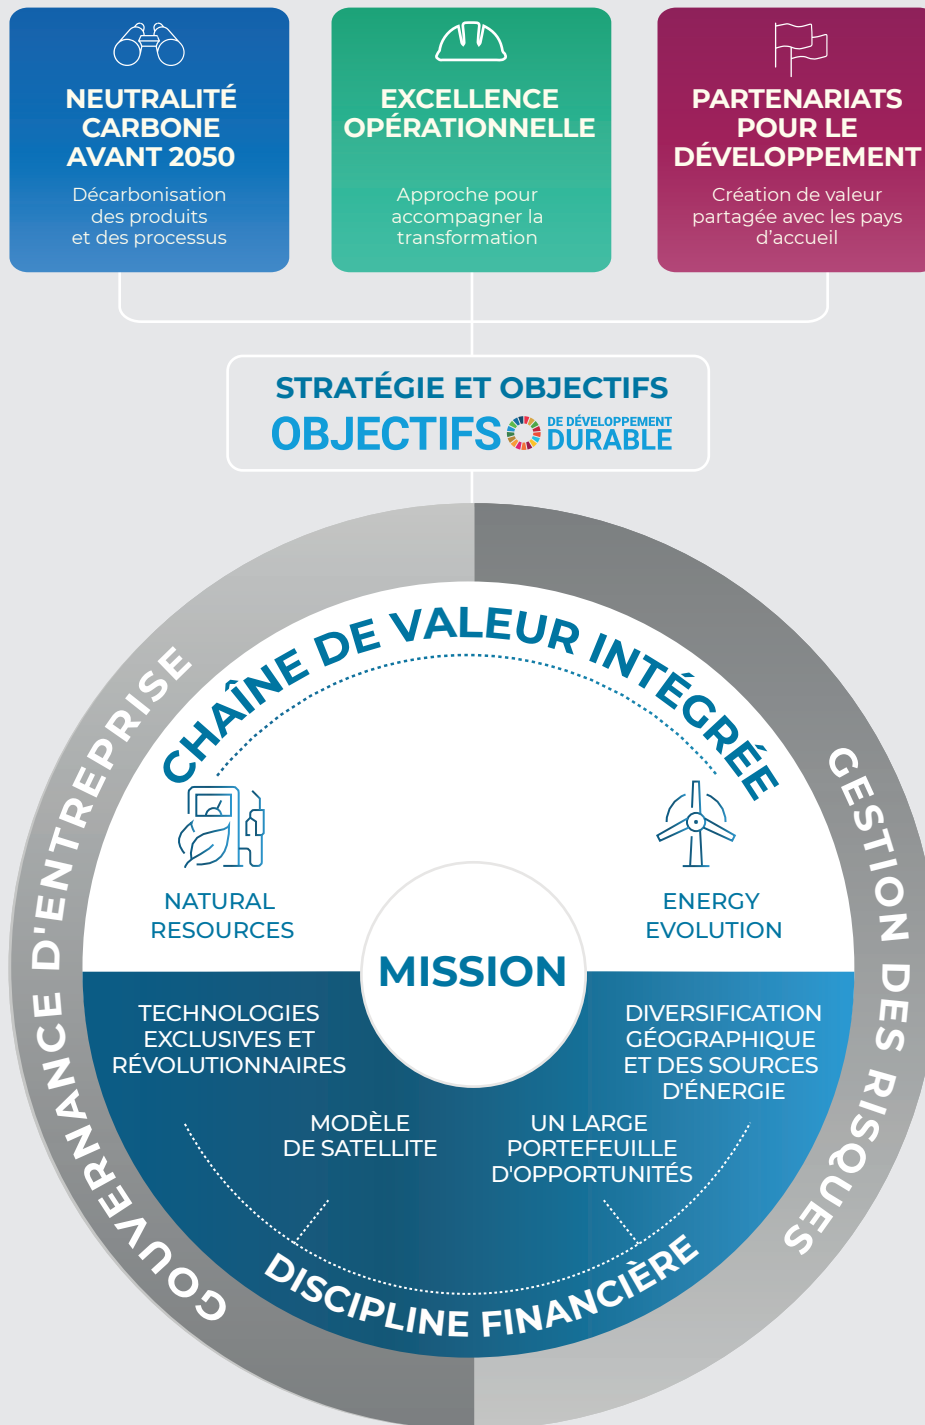 NEUTRALITÉ
CARBONE
AVANT 2050
Décarbonisation
des produits
et des processus
EXCELLENCE
OPÉRATIONNELLE
Approche pour
accompagner la
transformation
PARTENARIATS
POUR LE
DÉVELOPPEMENT
Création de valeur
partagée avec les pays
d'accueil
STRATÉGIE ET OBJECTIFS
OBJECTIFS DE DÉVELOPPEMENT
DURABLE
GOUVERNANCE D'ENTREPRISE
GESTION DES RISQUES
CHAÎNE DE VALEUR INTÉGRÉE
NATURAL
RESOURCES
ENERGY
EVOLUTION
MISSION
TECHNOLOGIES
EXCLUSIVES ET
RÉVOLUTIONNAIRES
DIVERSIFICATION
GÉOGRAPHIQUE
ET DES SOURCES
D'ÉNERGIE
MODÈLE
DE SATELLITE
UN LARGE
PORTEFEUILLE
D'OPPORTUNITÉS
DISCIPLINE FINANCIÈRE